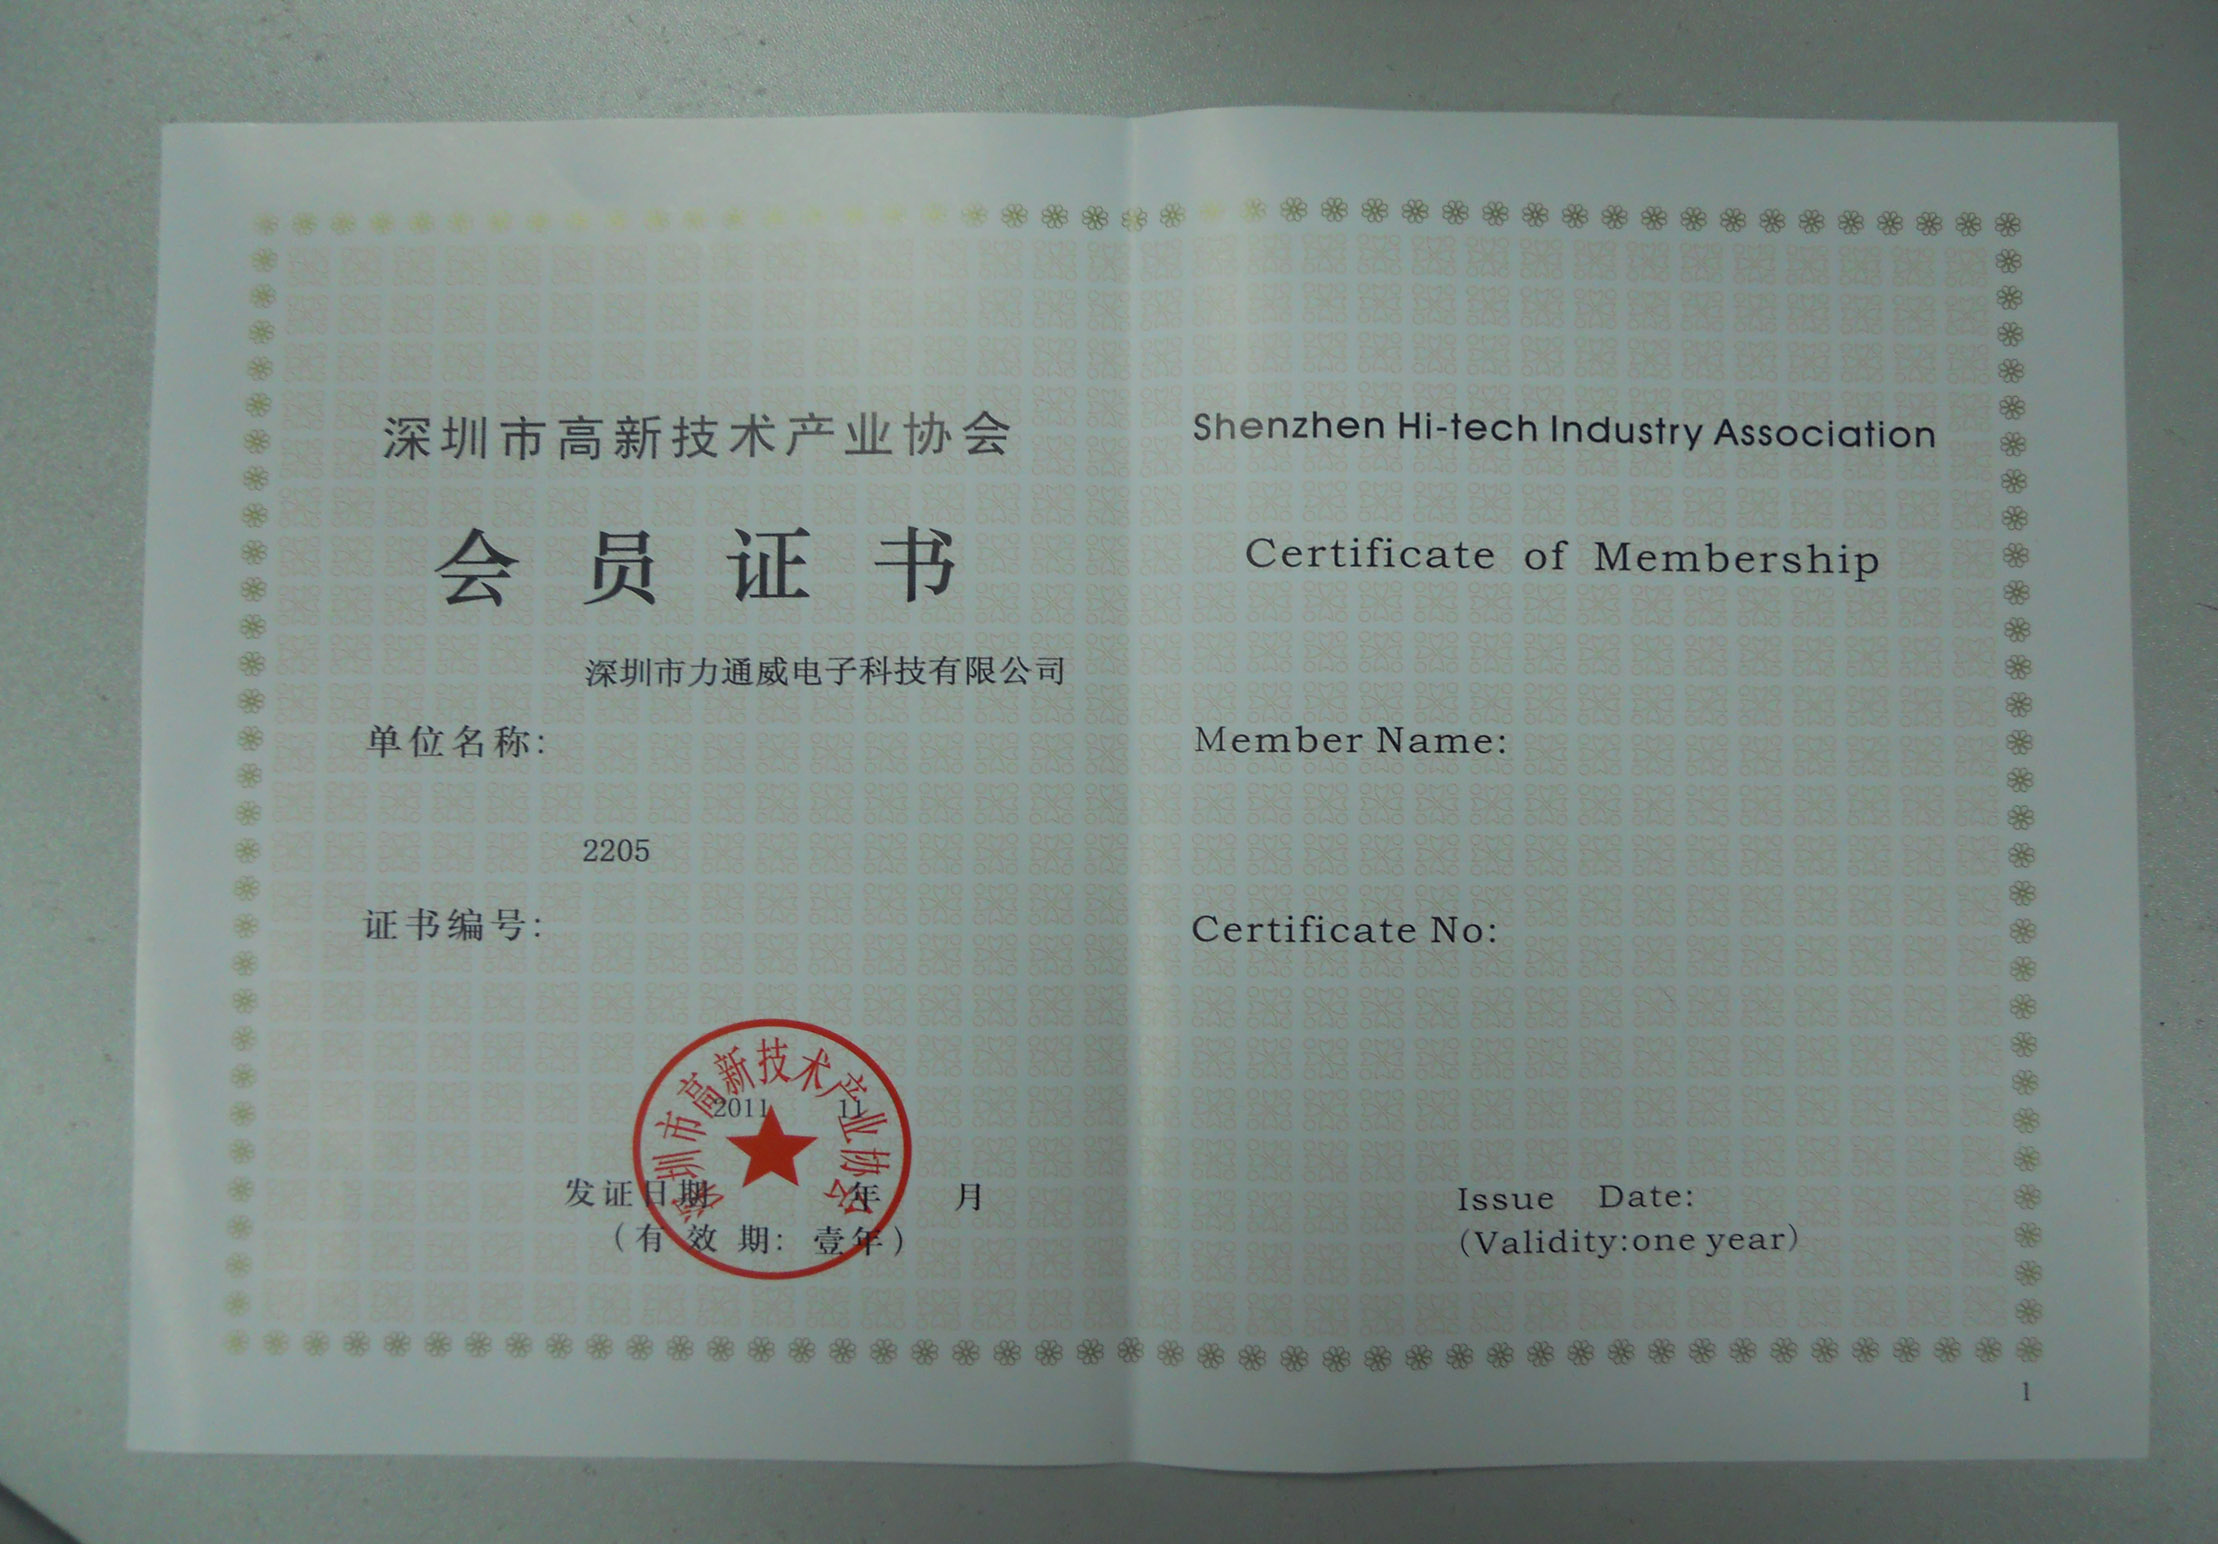 深圳市高新技术产业协会
会员证书
深圳市力通威电子科技有限公司
单位名称:
2205
证书编号:
深圳市高新技术产业协会
2011 11
发证日期 年 月
(有效期: 壹年)
Shenzhen Hi-tech Industry Association
Certificate of Membership
Member Name:
Certificate No:
Issue Date:
(Validity:one year)
1